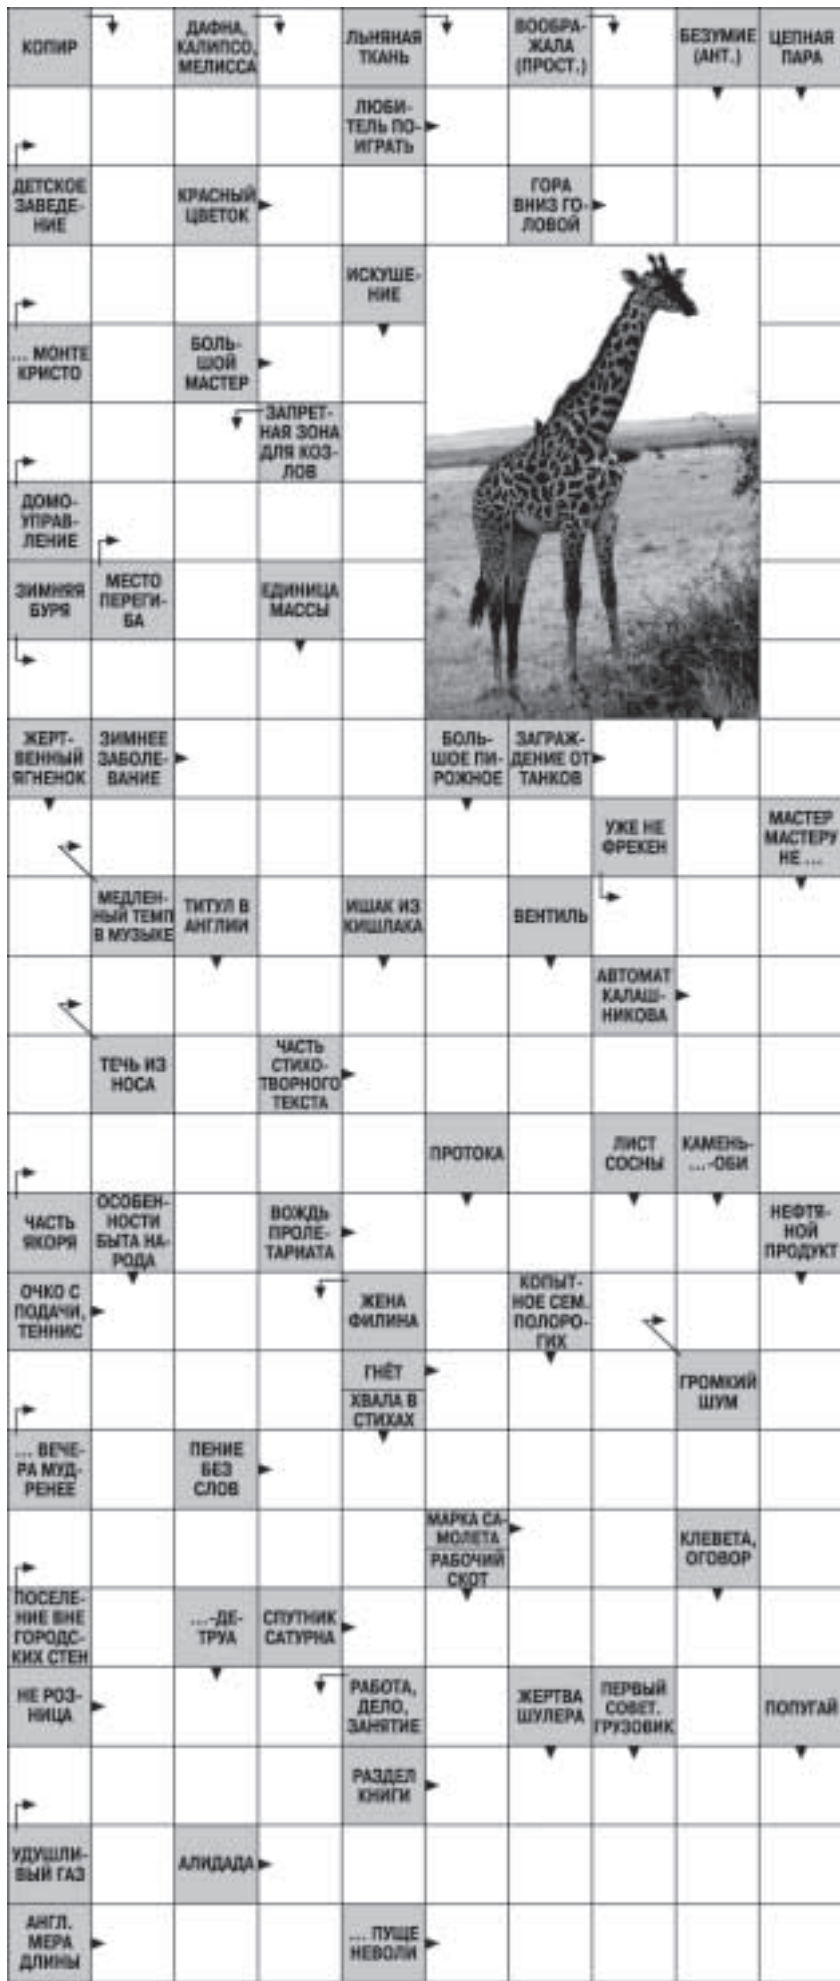 КОПИР
ДАФНА,
КАЛИПСО,
МЕЛИССА
ЛЬНЯНАЯ
ТКАНЬ
ВООБРА-
ЖАЛА
(ПРОСТ.)
БЕЗУМИЕ
(АНТ.)
ЦЕПНАЯ
ПАРА
ЛЮБИ-
ТЕЛЬ ПО-
ИГРАТЬ
ДЕТСКОЕ
ЗАВЕДЕ-
НИЕ
КРАСНЫЙ
ЦВЕТОК
ГОРА
ВНИЗ ГО-
ЛОВОЙ
ИСКУШЕ-
НИЕ
... МОНТЕ
КРИСТО
БОЛЬ-
ШОЙ
МАСТЕР
ЗАПРЕТ-
НАЯ ЗОНА
ДЛЯ КОЗ-
ЛОВ
ДОМО-
УПРАВ-
ЛЕНИЕ
ЗИМНЯЯ
БУРЯ
МЕСТО
ПЕРЕГИ-
БА
ЕДИНИЦА
МАССЫ
ЖЕРТ-
ВЕННЫЙ
ЯГНЕНОК
ЗИМНЕЕ
ЗАБОЛЕ-
ВАНИЕ
БОЛЬ-
ШОЕ ПИ-
РОЖНОЕ
ЗАГРАЖ-
ДЕНИЕ ОТ
ТАНКОВ
УЖЕ НЕ
ФРЕКЕН
МАСТЕР
МАСТЕРУ
НЕ ...
МЕДЛЕН-
НЫЙ ТЕМП
В МУЗЫКЕ
ТИТУЛ В
АНГЛИИ
ИШАК ИЗ
КИШЛАКА
ВЕНТИЛЬ
АВТОМАТ
КАЛАШ-
НИКОВА
ТЕЧЬ ИЗ
НОСА
ЧАСТЬ
СТИХО-
ТВОРНОГО
ТЕКСТА
ПРОТОКА
ЛИСТ
СОСНЫ
КАМЕНЬ-
...-ОБИ
ЧАСТЬ
ЯКОРЯ
ОСОБЕН-
НОСТИ
БЫТА НА-
РОДА
ВОЖДЬ
ПРОЛЕ-
ТАРИАТА
НЕФТЯ-
НОЙ
ПРОДУКТ
ОЧКО С
ПОДАЧИ,
ТЕННИС
ЖЕНА
ФИЛИНА
КОПЫТ-
НОЕ СЕМ.
ПОЛОРО-
ГИХ
ГНЁТ
ХВАЛА В
СТИХАХ
ГРОМКИЙ
ШУМ
... ВЕЧЕ-
РА МУД-
РЕНЕЕ
ПЕНИЕ
БЕЗ
СЛОВ
МАРКА СА-
МОЛЕТА
РАБОЧИЙ
СКОТ
КЛЕВЕТА,
ОГОВОР
ПОСЕЛЕ-
НИЕ ВНЕ
ГОРОДС-
КИХ СТЕН
...-ДЕ-
ТРУА
СПУТНИК
САТУРНА
НЕ РОЗ-
НИЦА
РАБОТА,
ДЕЛО,
ЗАНЯТИЕ
ЖЕРТВА
ШУЛЕРА
ПЕРВЫЙ
СОВЕТ.
ГРУЗОВИК
ПОПУГАЙ
РАЗДЕЛ
КНИГИ
УДУШЛИ-
ВЫЙ ГАЗ
АЛИДАДА
АНГЛ.
МЕРА
ДЛИНЫ
... ПУЩЕ
НЕВОЛИ